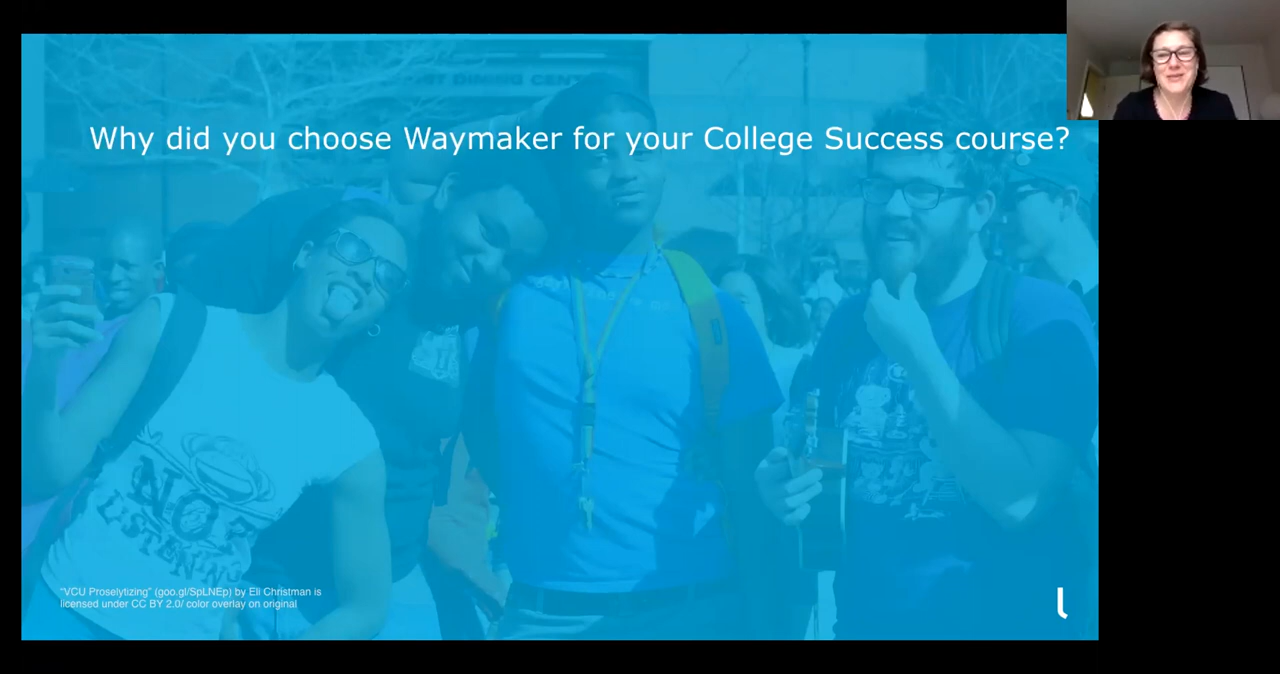 Why did you choose Waymaker for your College Success course?
"VCU Proselytizing" (goo.gl/SpLNEp) by Eli Christman is
licensed under CC BY 2.0/ color overlay on original